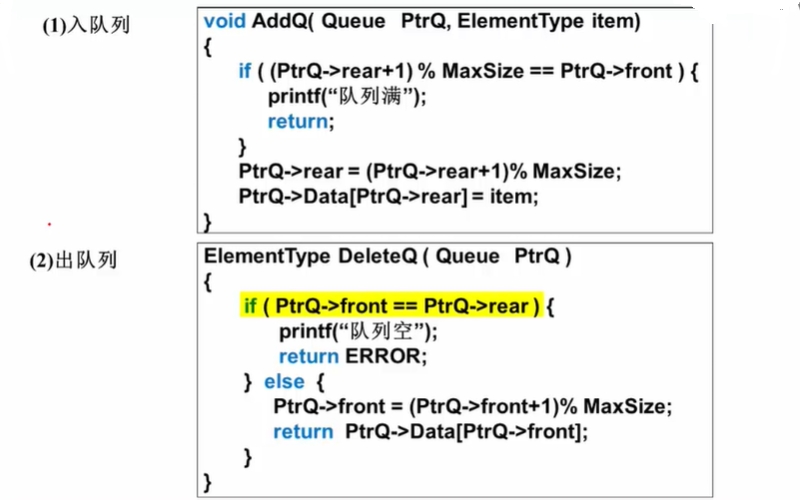 (1)入队列
void AddQ( Queue PtrQ, ElementType item)
{
if ( (PtrQ->rear+1) % MaxSize == PtrQ->front ) {
printf(“队列满”);
return;
}
PtrQ->rear = (PtrQ->rear+1)% MaxSize;
PtrQ->Data[PtrQ->rear] = item;
}
(2)出队列
ElementType DeleteQ ( Queue PtrQ )
{
if ( PtrQ->front == PtrQ->rear ) {
printf(“队列空”);
return ERROR;
} else {
PtrQ->front = (PtrQ->front+1)% MaxSize;
return PtrQ->Data[PtrQ->front];
}
}